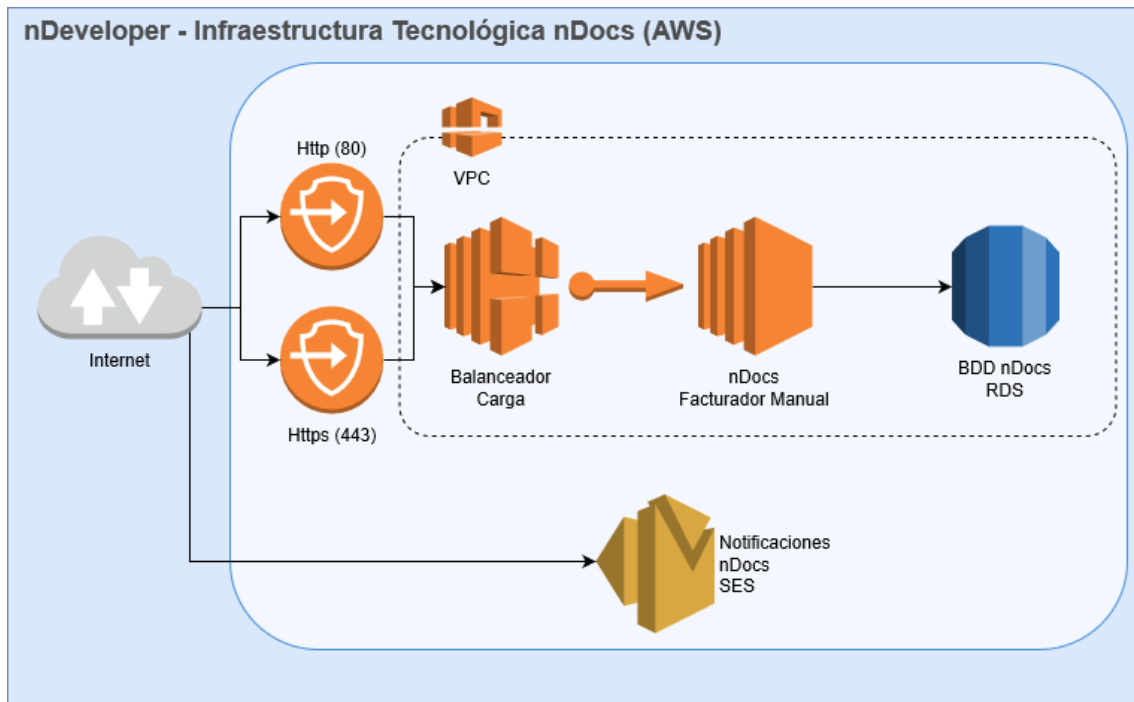 nDeveloper - Infraestructura Tecnológica nDocs (AWS)
Http (80)
VPC
Internet
Balanceador
Carga
nDocs
Facturador Manual
BDD nDocs
RDS
Https (443)
Notificaciones
nDocs
SES